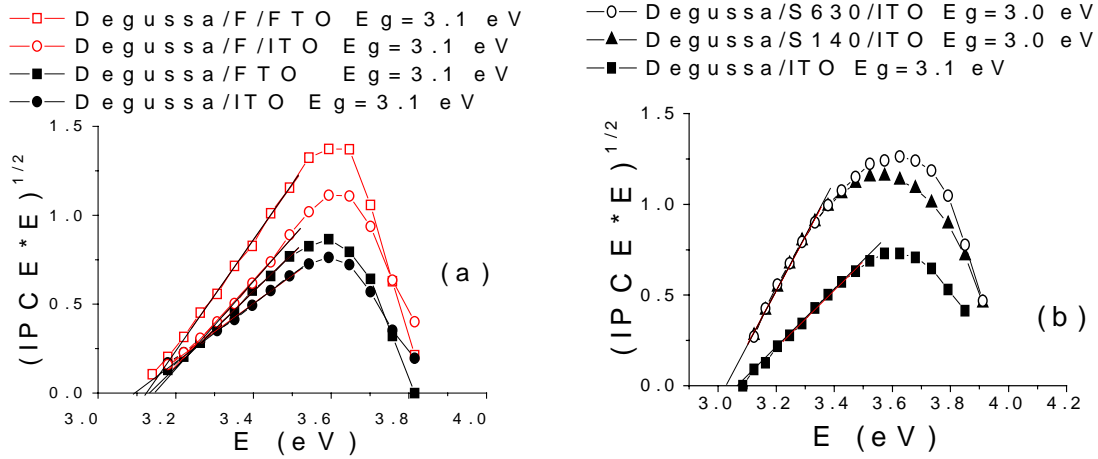 Degussa/F/FTO Eg=3.1 eV
Degussa/F/ITO Eg=3.1 eV
Degussa/FTO Eg=3.1 eV
Degussa/ITO Eg=3.1 eV
1.5
1.0
0.5
0.0
(IPCE*E)1/2
(a)
3.0 3.2 3.4 3.6 3.8 4.0
E (eV)
Degussa/S630/ITO Eg=3.0 eV
Degussa/S140/ITO Eg=3.0 eV
Degussa/ITO Eg=3.1 eV
1.5
1.0
0.5
0.0
(IPCE*E)1/2
(b)
3.0 3.2 3.4 3.6 3.8 4.0 4.2
E (eV)